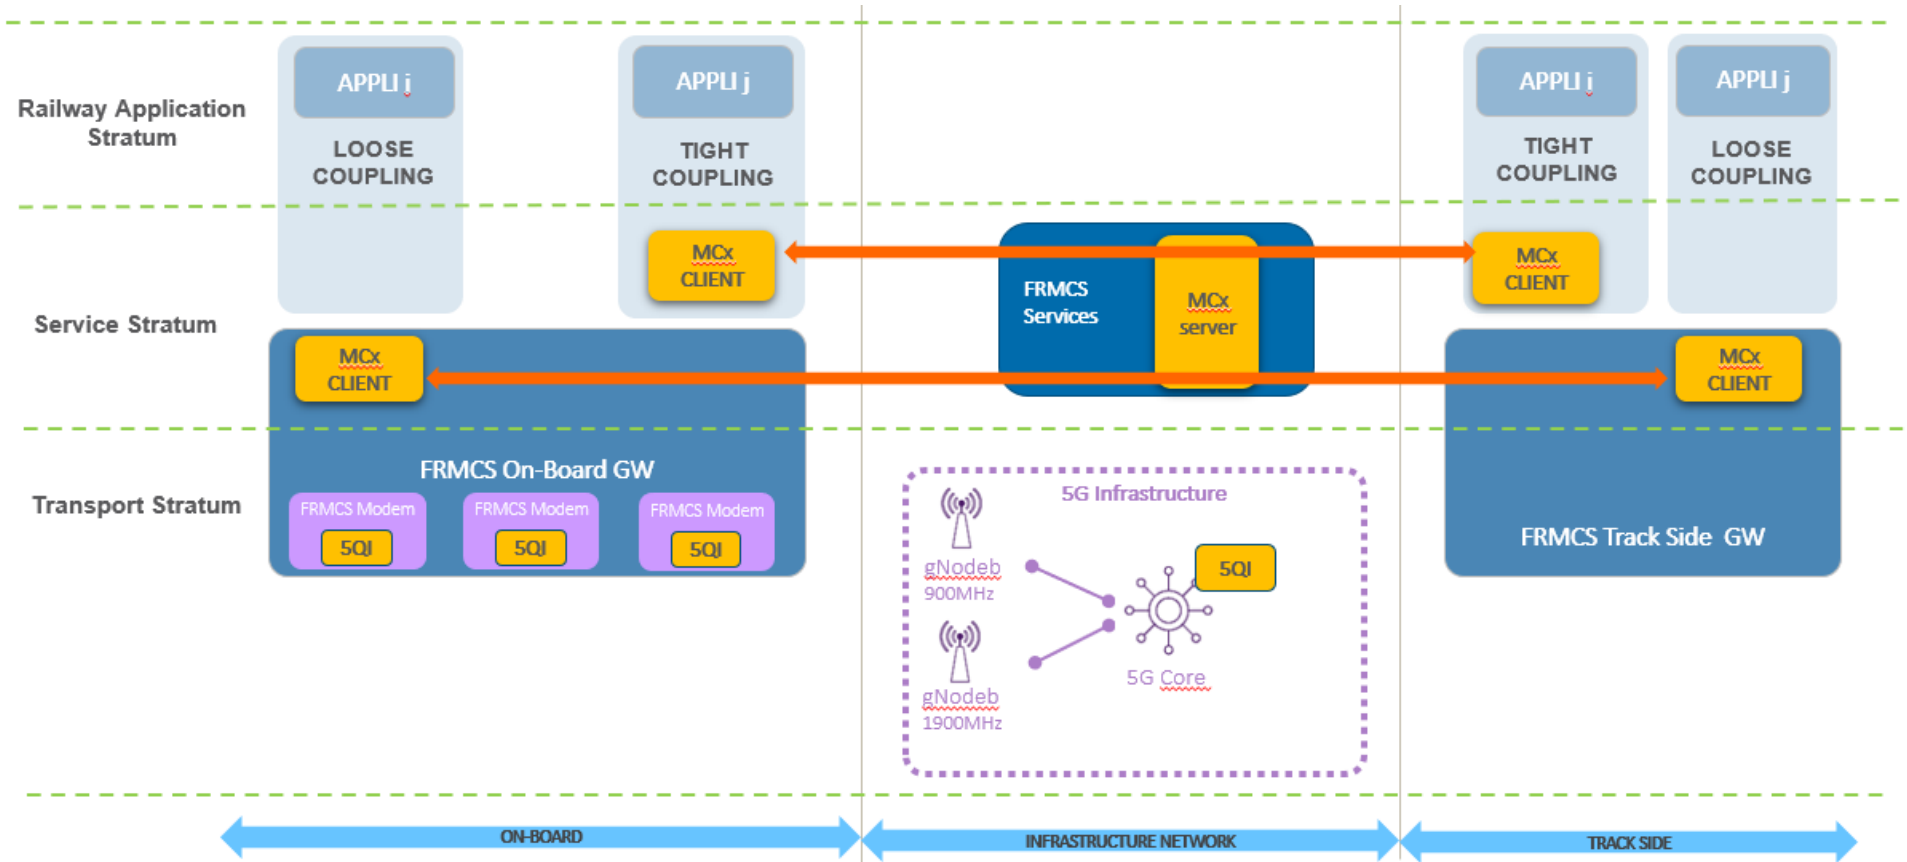 Railway Application
Stratum
APPLI i
LOOSE
COUPLING
APPLI j
TIGHT
COUPLING
APPLI i
TIGHT
COUPLING
APPLI j
LOOSE
COUPLING
Service Stratum
MCx
CLIENT
MCx
CLIENT
FRMCS
Services
MCx
server
MCx
CLIENT
MCx
CLIENT
Transport Stratum
FRMCS On-Board GW
FRMCS Modem
5QI
FRMCS Modem
5QI
FRMCS Modem
5QI
5G Infrastructure
gNodeb
900MHz
5QI
5G Core
gNodeb
1900MHz
FRMCS Track Side GW
ON-BOARD
INFRASTRUCTURE NETWORK
TRACK SIDE